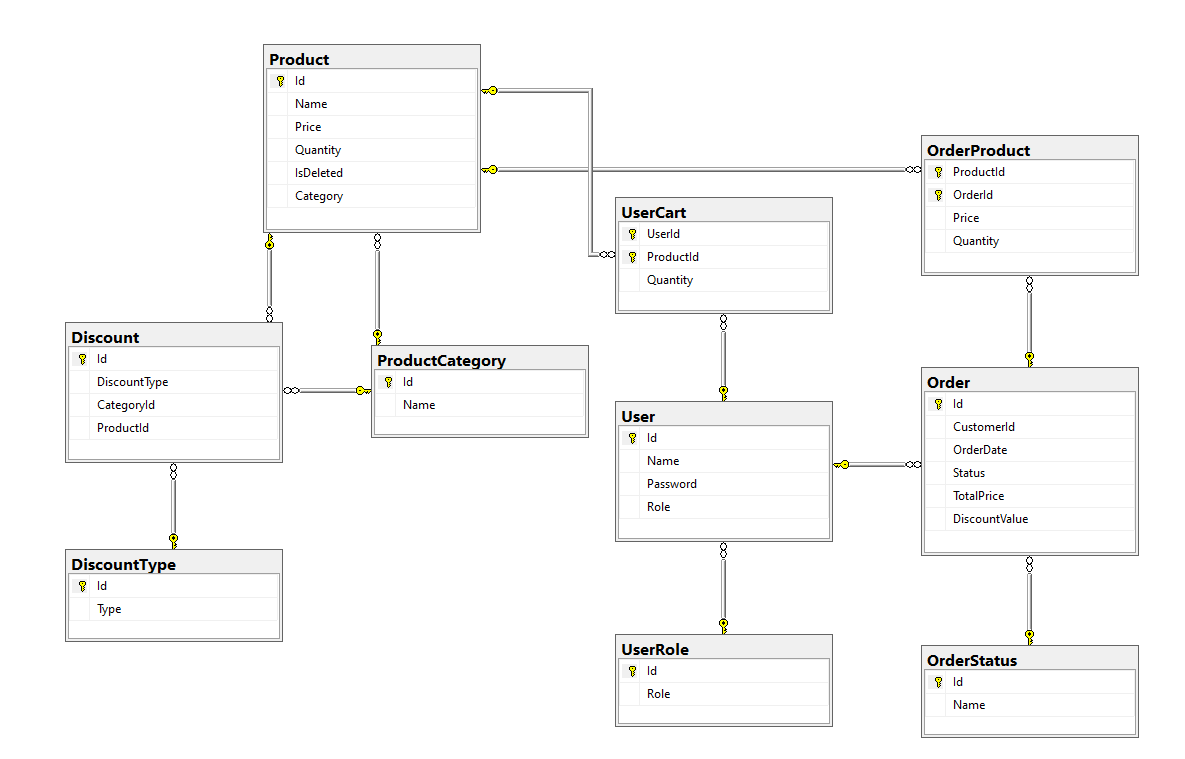 Product
Id
Name
Price
Quantity
IsDeleted
Category
OrderProduct
ProductId
OrderId
Price
Quantity
UserCart
UserId
ProductId
Quantity
Discount
Id
DiscountType
CategoryId
ProductId
ProductCategory
Id
Name
User
Id
Name
Password
Role
Order
Id
CustomerId
OrderDate
Status
TotalPrice
DiscountValue
DiscountType
Id
Type
UserRole
Id
Role
OrderStatus
Id
Name